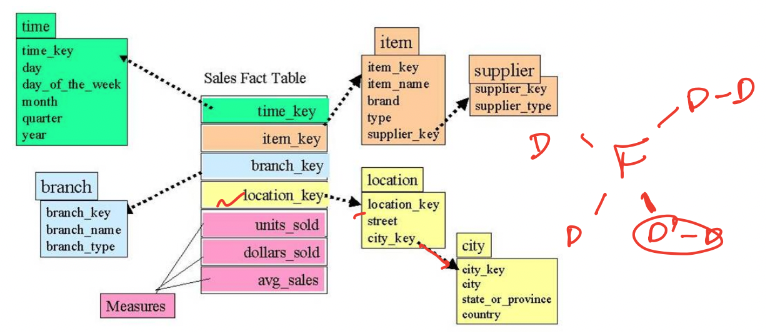 time
time_key
day
day_of_the_week
month
quarter
year
Sales Fact Table
time_key
item_key
branch_key
location_key
units_sold
dollars_sold
avg_sales
Measures
branch
branch_key
branch_name
branch_type
item
item_key
item_name
brand
type
supplier_key
supplier
supplier_key
supplier_type
location
location_key
street
city_key
city
city_key
city
state_or_province
country
D-D
D
F
D
D'-D